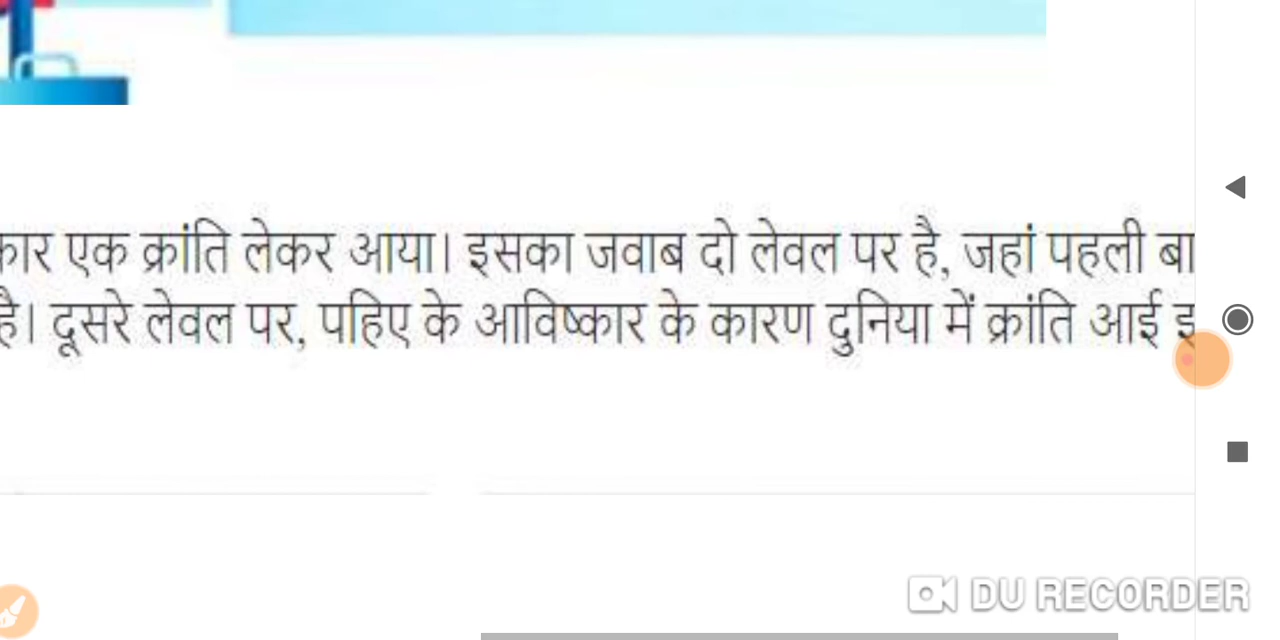 एक क्रांति लेकर आया। इसका जवाब दो लेवल पर है, जहां पहली
है। दूसरे लेवल पर, पहिए के आविष्कार के कारण दुनिया में क्रांति आई
DU RECORDER